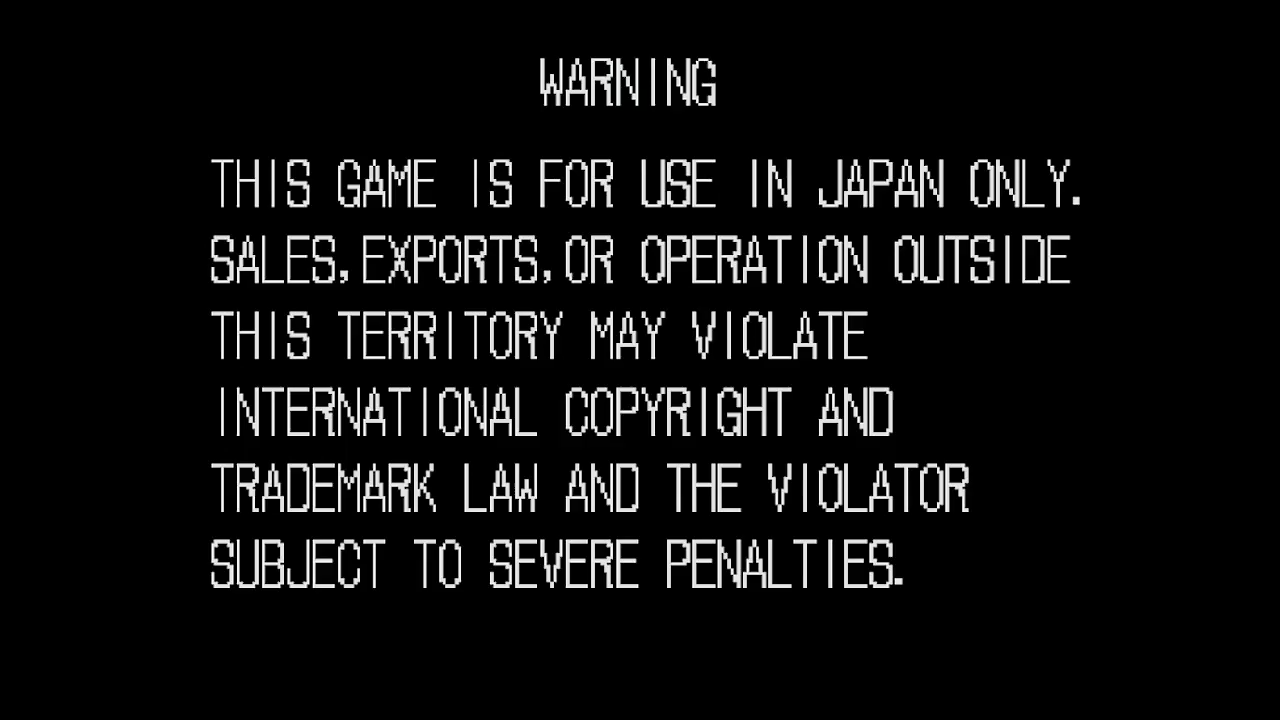 WARNING
THIS GAME IS FOR USE IN JAPAN ONLY.
SALES,EXPORTS,OR OPERATION OUTSIDE
THIS TERRITORY MAY VIOLATE
INTERNATIONAL COPYRIGHT AND
TRADEMARK LAW AND THE VIOLATOR
SUBJECT TO SEVERE PENALTIES.